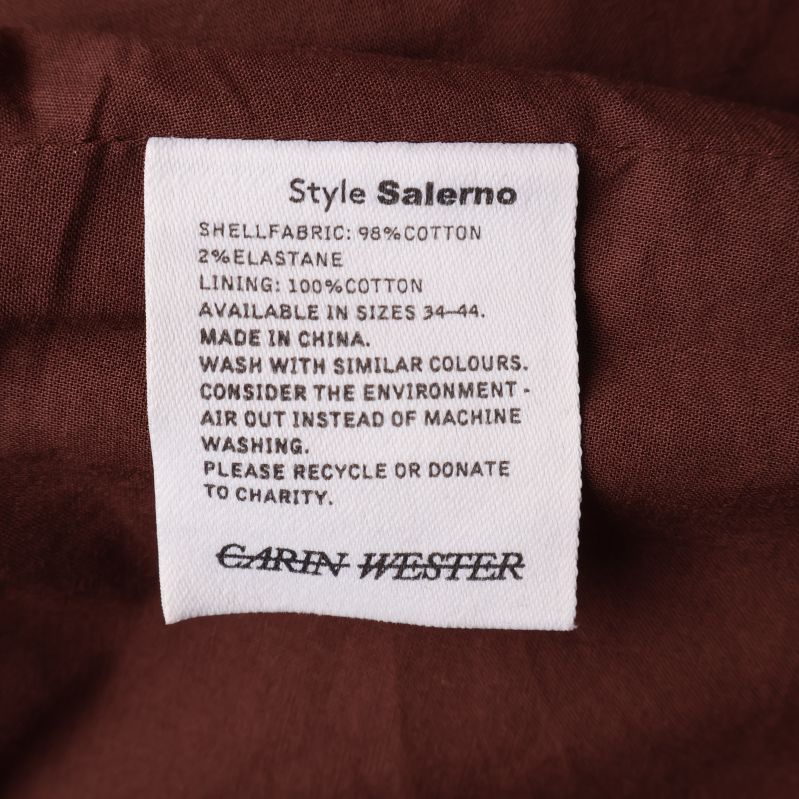 Style Salerno
SHELLFABRIC: 98%COTTON
2%ELASTANE
LINING: 100%COTTON
AVAILABLE IN SIZES 34-44.
MADE IN CHINA.
WASH WITH SIMILAR COLOURS.
CONSIDER THE ENVIRONMENT -
AIR OUT INSTEAD OF MACHINE
WASHING.
PLEASE RECYCLE OR DONATE
TO CHARITY.
CARIN WESTER